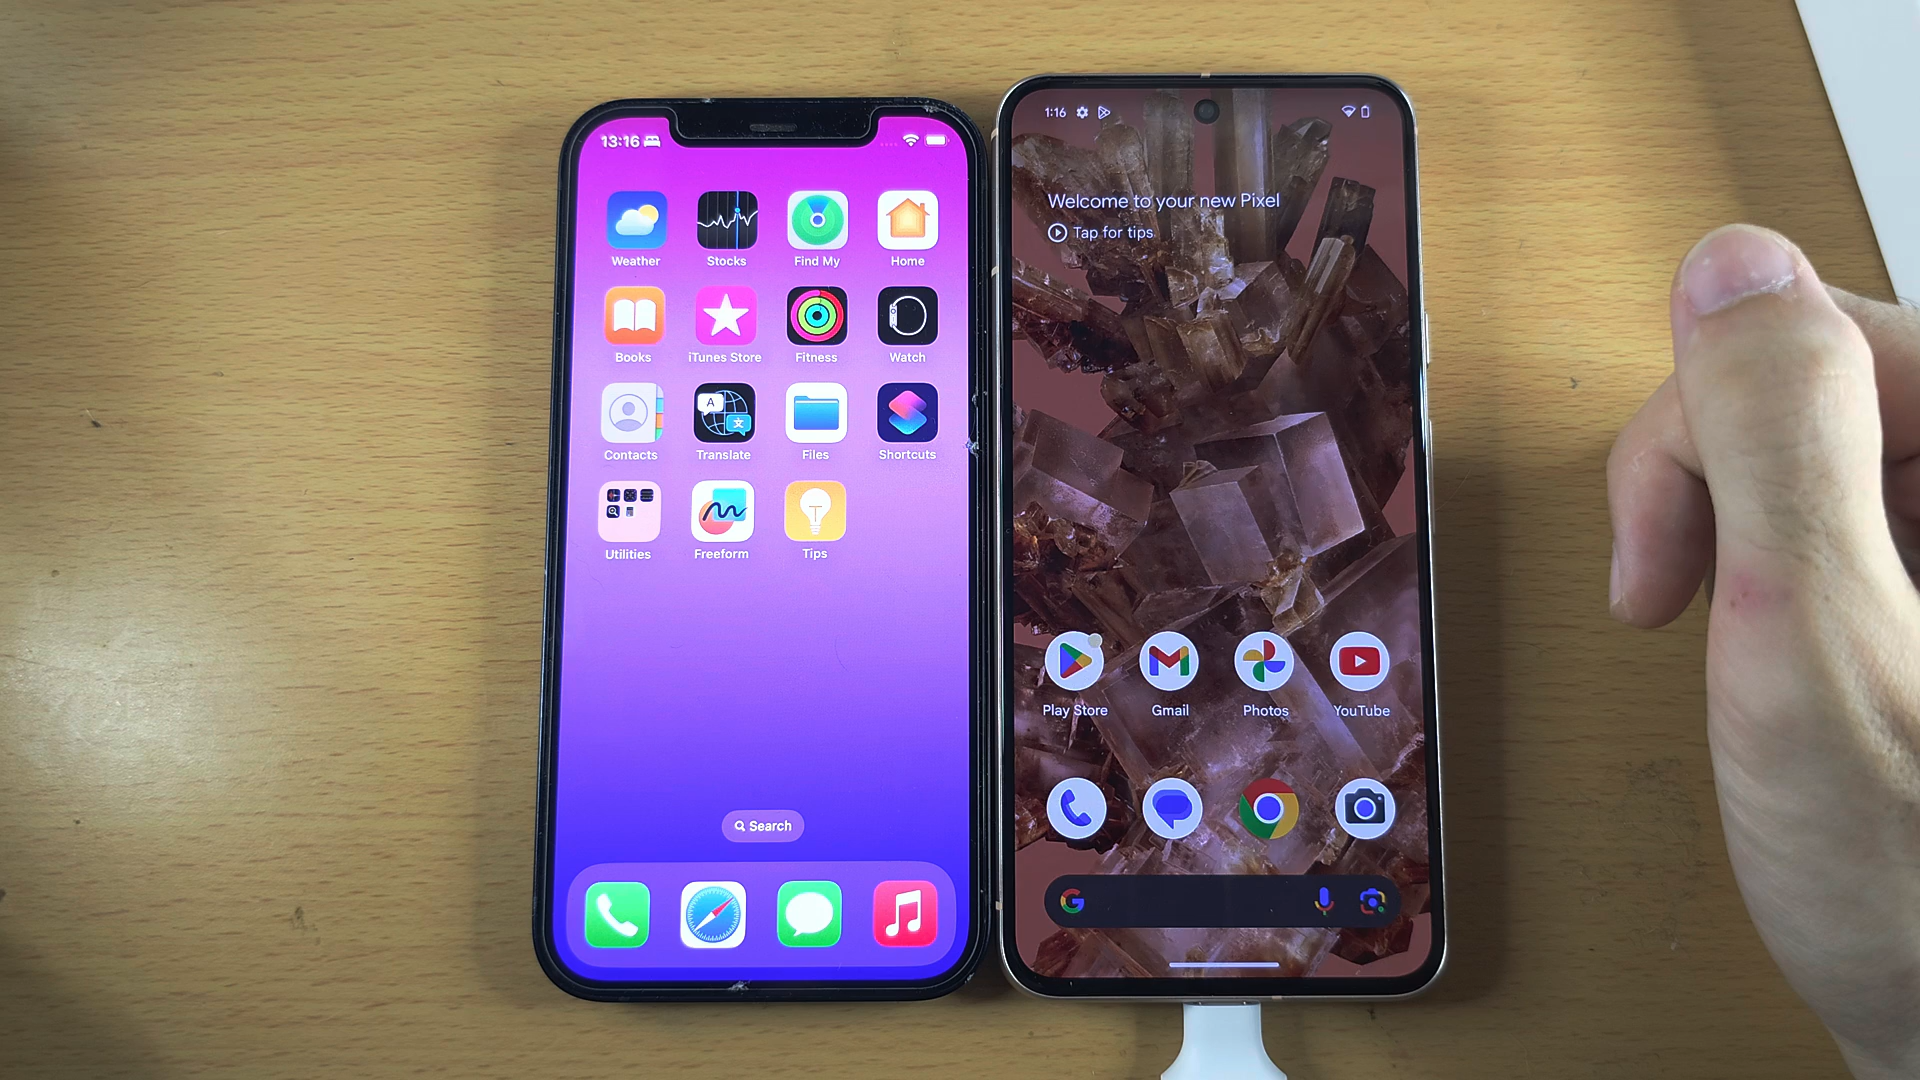 13:16
Weather
Stocks
Find My
Home
Books
iTunes Store
Fitness
Watch
Contacts
A
文
Translate
Files
Shortcuts
Utilities
Freeform
Tips
Search
1:16
Welcome to your new Pixel
Tap for tips
Play Store
Gmail
Photos
YouTube
G